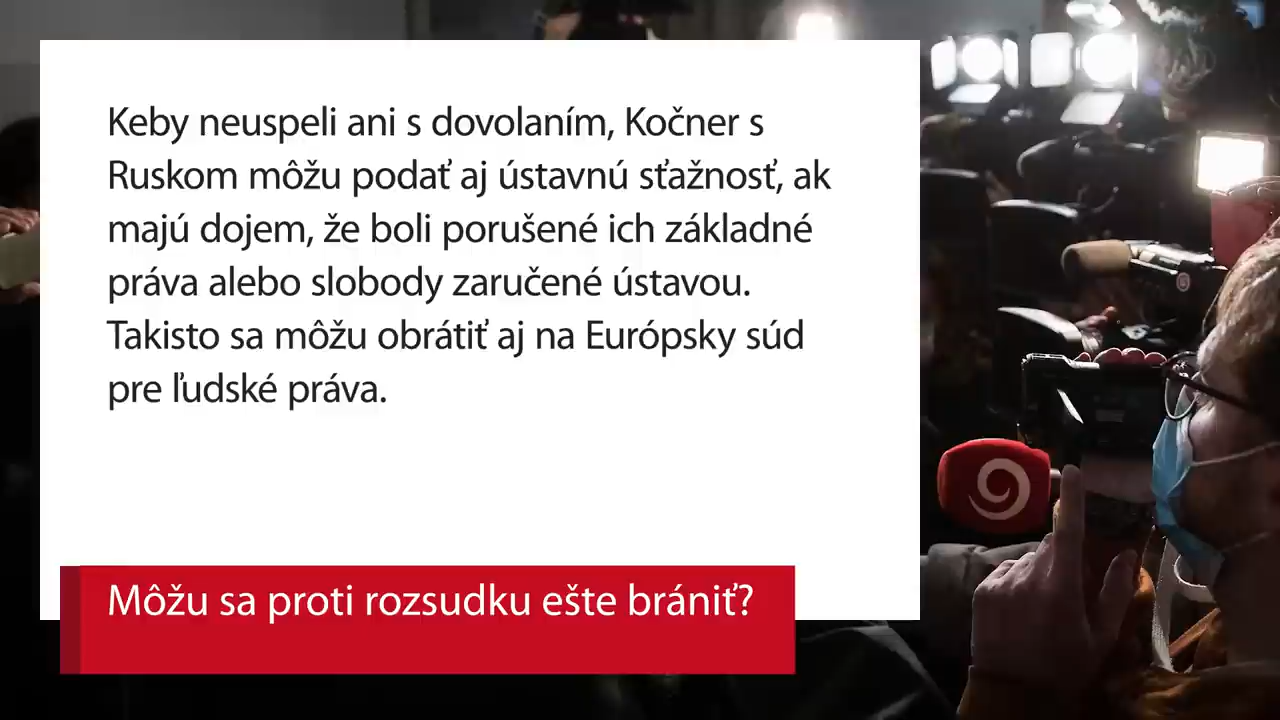 Keby neuspeli ani s dovolaním, Kočner s
Ruskom môžu podať aj ústavnú sťažnosť, ak
majú dojem, že boli porušené ich základné
práva alebo slobody zaručené ústavou.
Takisto sa môžu obrátiť aj na Európsky súd
pre ľudské práva.
Môžu sa proti rozsudku ešte brániť?